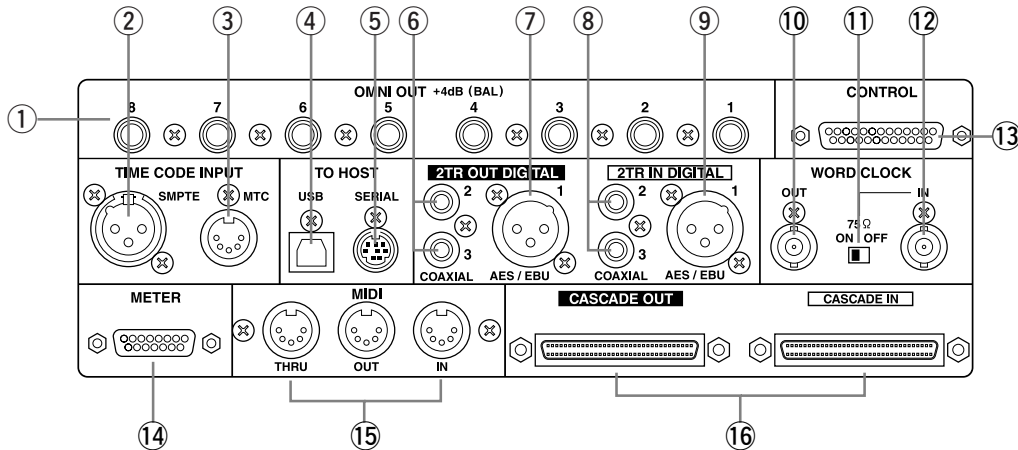 ② ③ ④ ⑤ ⑥ ⑦ ⑧ ⑨ ⑩ ⑪ ⑫
OMNI OUT +4dB (BAL)
CONTROL
①
8 7 6 5 4 3 2 1
⑬
TIME CODE INPUT
SMPTE
MTC
TO HOST
USB
SERIAL
2TR OUT DIGITAL
2
1
3
COAXIAL
AES / EBU
2TR IN DIGITAL
2
1
3
COAXIAL
AES / EBU
WORD CLOCK
OUT
IN
75Ω
ON OFF
METER
MIDI
THRU
OUT
IN
CASCADE OUT
CASCADE IN
⑭ ⑮ ⑯